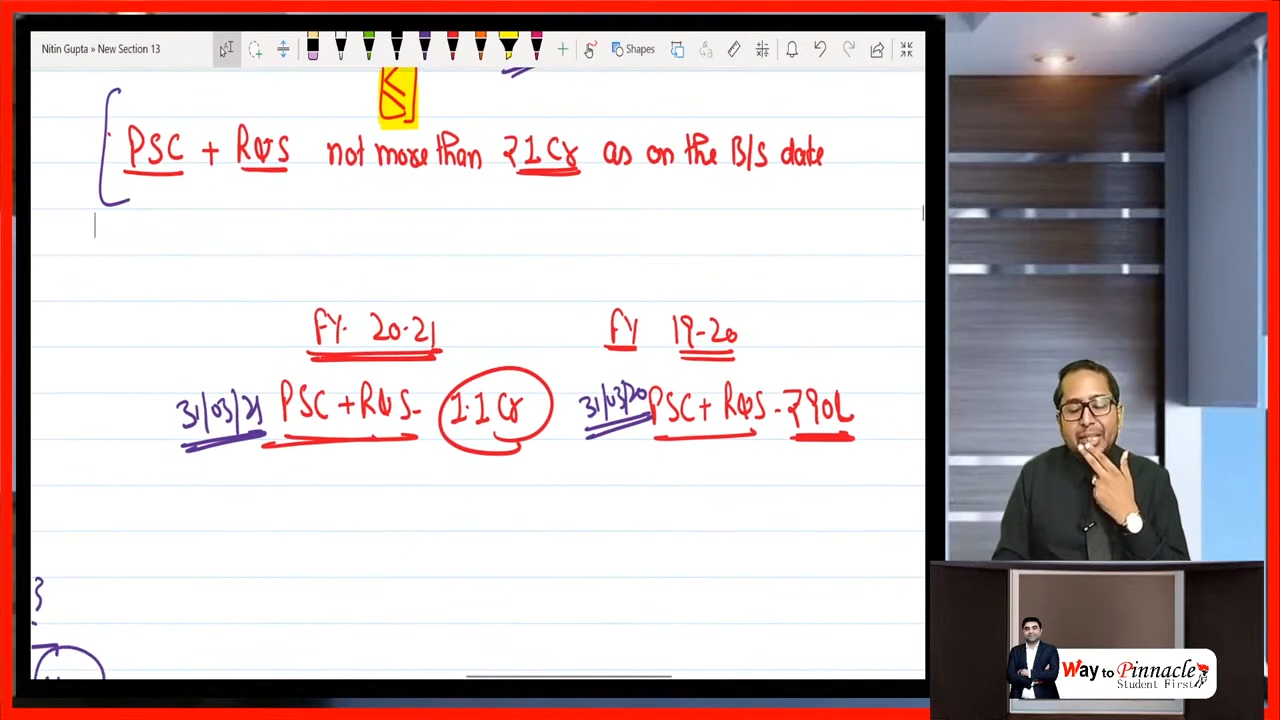 Nitin Gupta » New Section 13
Shapes
PSC + R&S not more than ₹1 Cr as on the B/S date
FY. 20-21
FY 19-20
31/03/21 PSC + R&S - 1.1 Cr
31/03/20 PSC + R&S - ₹90L
Way to Pinnacle
Student First